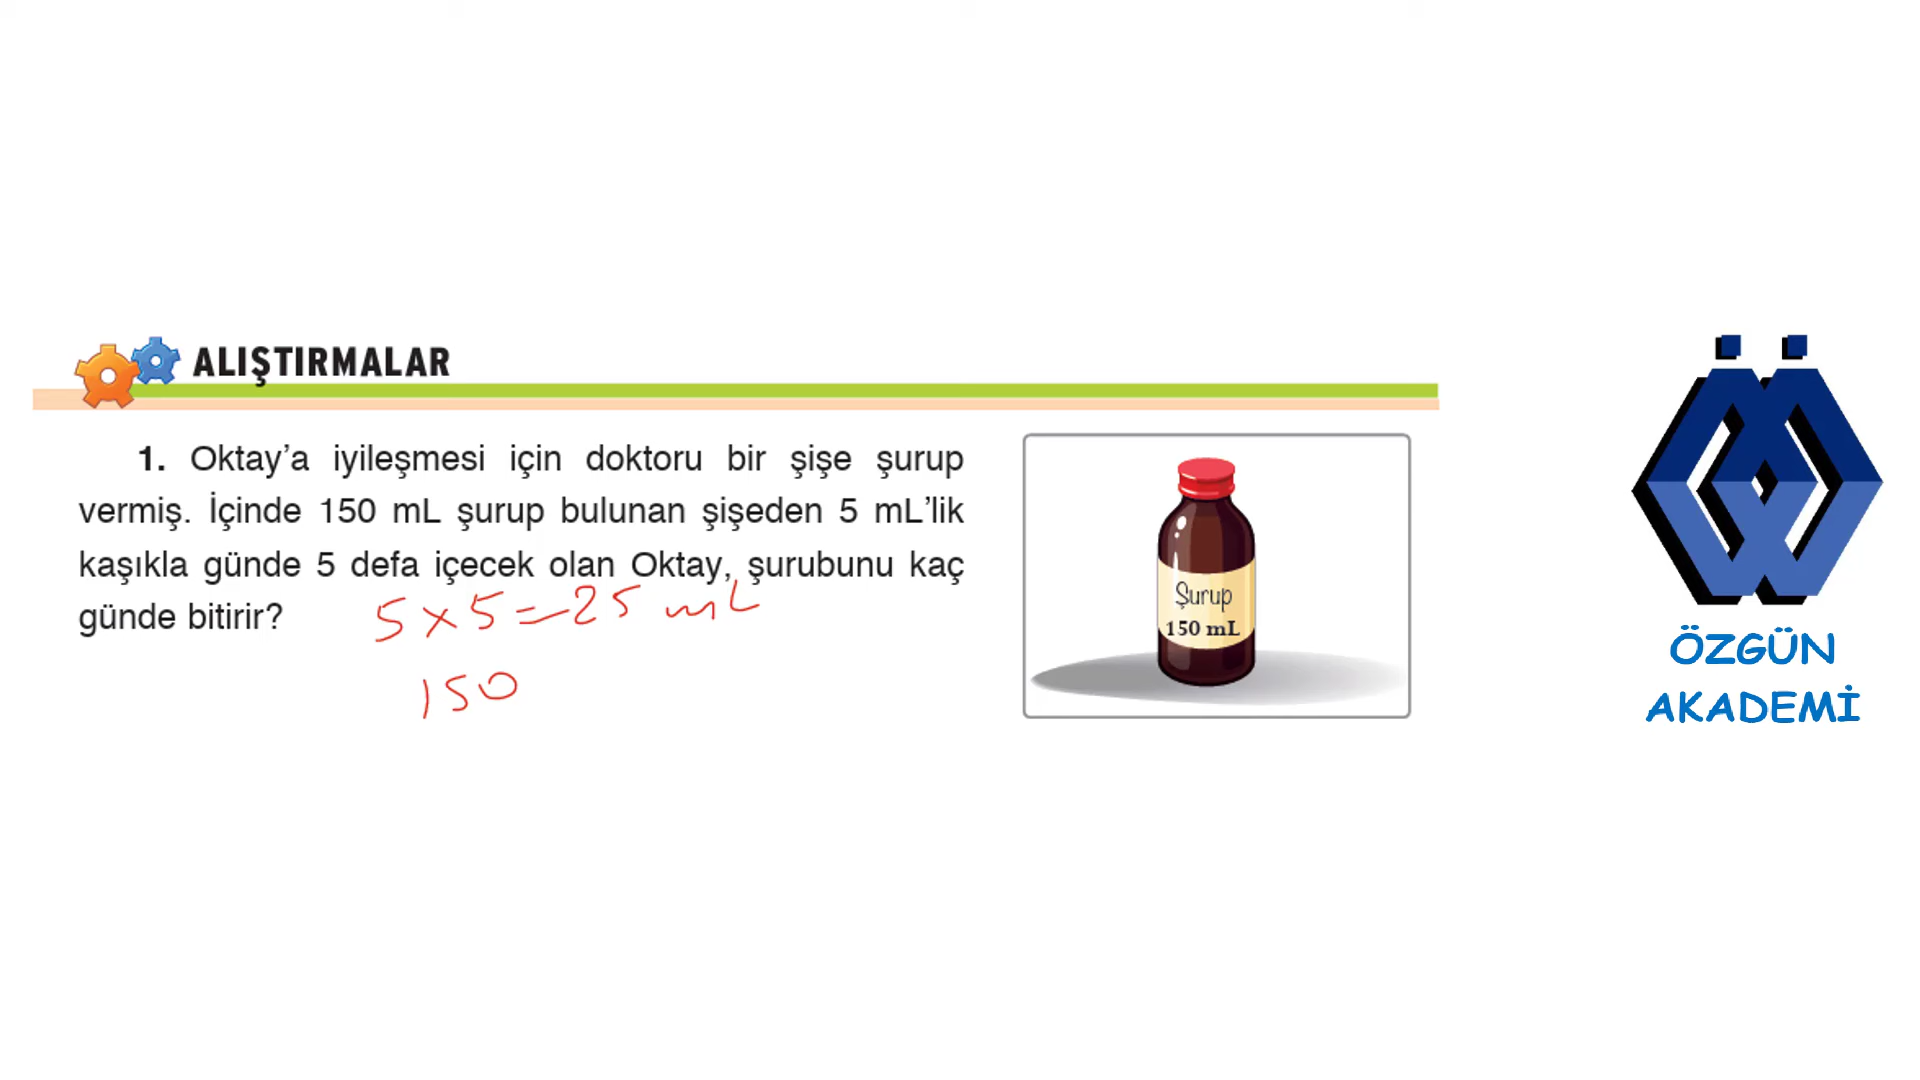 ALIŞTIRMALAR
1. Oktay’a iyileşmesi için doktoru bir şişe şurup
vermiş. İçinde 150 mL şurup bulunan şişeden 5 mL’lik
kaşıkla günde 5 defa içecek olan Oktay, şurubunu kaç
günde bitirir?
5 x 5 = 25 mL
150
Şurup
150 mL
ÖZGÜN
AKADEMİ